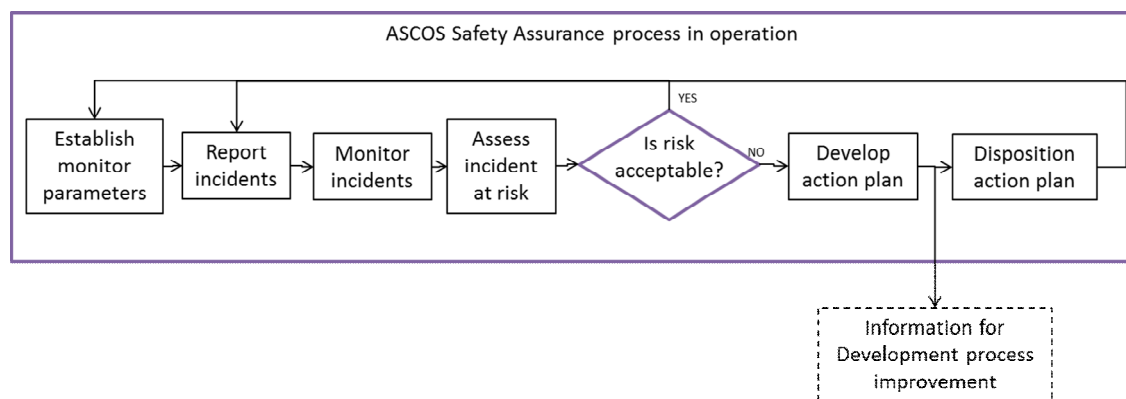 ASCOS Safety Assurance process in operation
YES
Establish
monitor
parameters
Report
incidents
Monitor
incidents
Assess
incident
at risk
Is risk
acceptable?
NO
Develop
action plan
Disposition
action plan
Information for
Development process
improvement